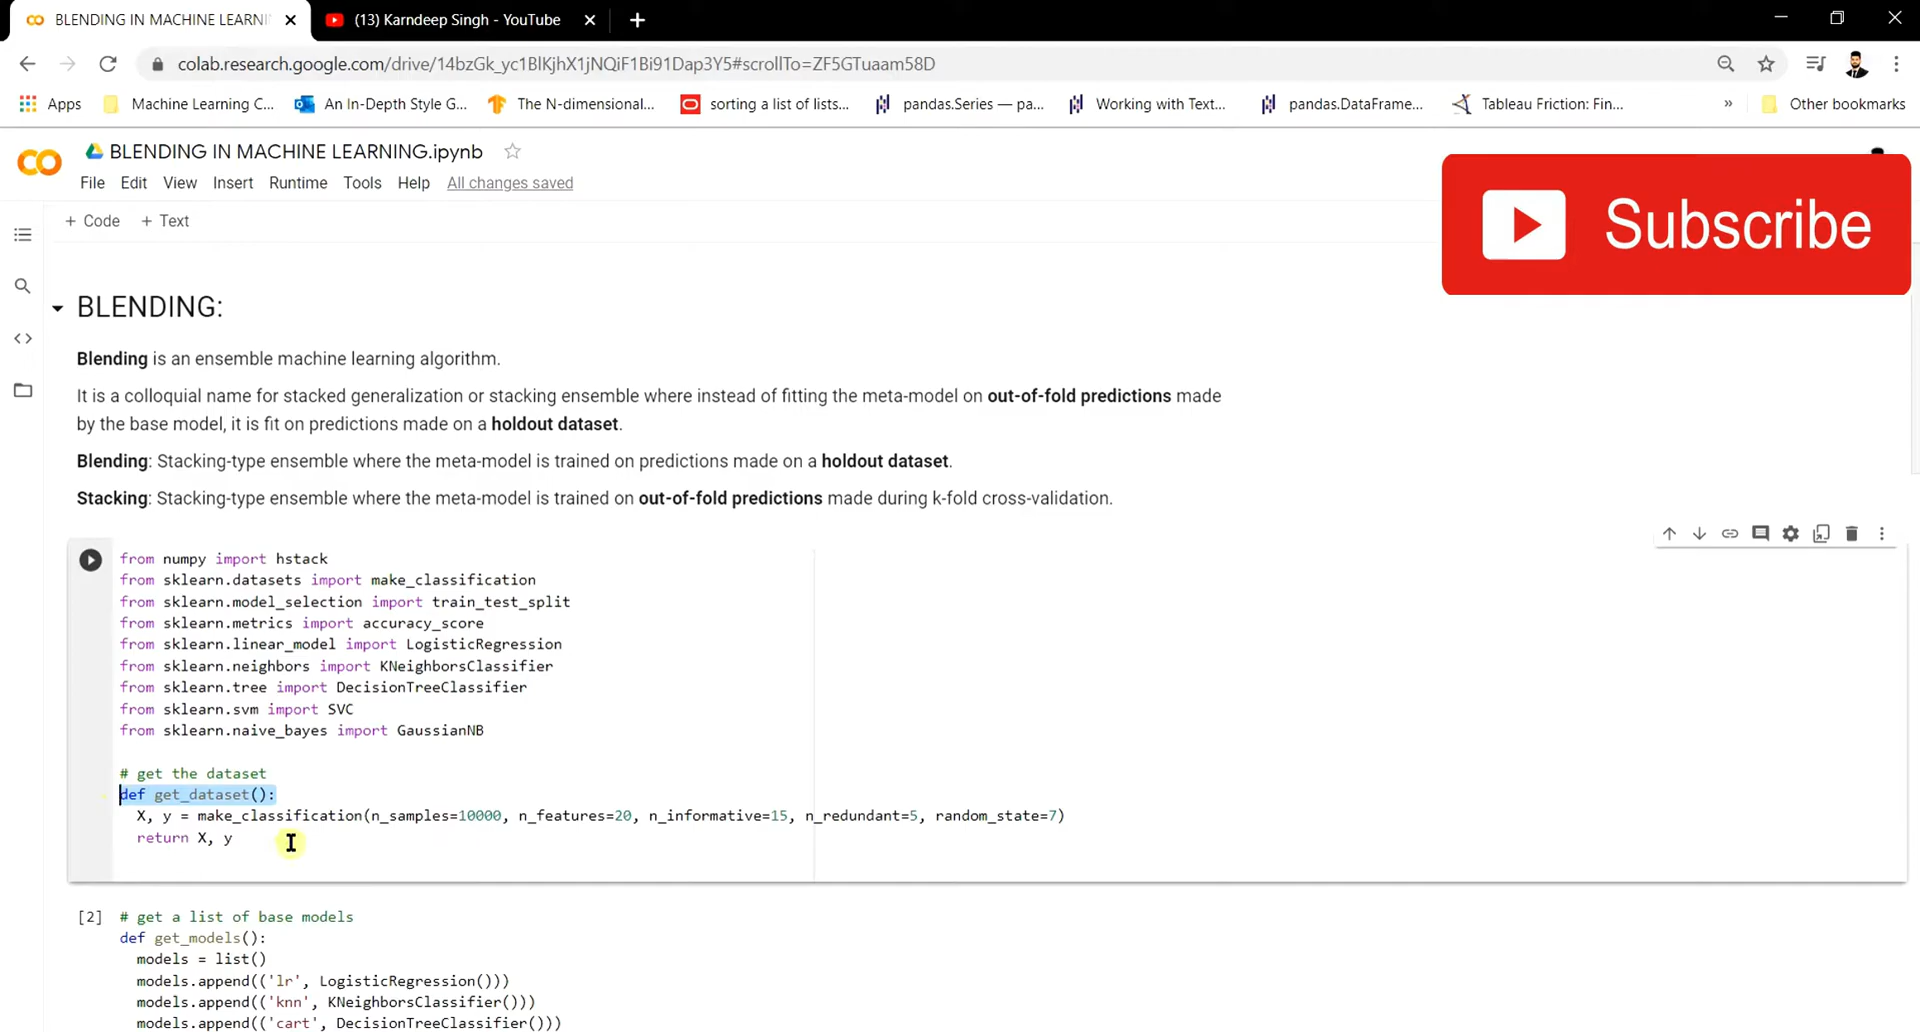 BLENDING IN MACHINE LEARNIN
(13) Karndeep Singh - YouTube
colab.research.google.com/drive/14bzGk_yc1BlKjhX1jNQiF1Bi91Dap3Y5#scrollTo=ZF5GTuaam58D
Apps
Machine Learning C...
An In-Depth Style G...
The N-dimensional...
sorting a list of lists...
pandas.Series — pa...
Working with Text...
pandas.DataFrame...
Tableau Friction: Fin...
»
Other bookmarks
BLENDING IN MACHINE LEARNING.ipynb
File Edit View Insert Runtime Tools Help All changes saved
Subscribe
+ Code + Text
BLENDING:
Blending is an ensemble machine learning algorithm.
It is a colloquial name for stacked generalization or stacking ensemble where instead of fitting the meta-model on out-of-fold predictions made
by the base model, it is fit on predictions made on a holdout dataset.
Blending: Stacking-type ensemble where the meta-model is trained on predictions made on a holdout dataset.
Stacking: Stacking-type ensemble where the meta-model is trained on out-of-fold predictions made during k-fold cross-validation.
from numpy import hstack
from sklearn.datasets import make_classification
from sklearn.model_selection import train_test_split
from sklearn.metrics import accuracy_score
from sklearn.linear_model import LogisticRegression
from sklearn.neighbors import KNeighborsClassifier
from sklearn.tree import DecisionTreeClassifier
from sklearn.svm import SVC
from sklearn.naive_bayes import GaussianNB
# get the dataset
def get_dataset():
X, y = make_classification(n_samples=10000, n_features=20, n_informative=15, n_redundant=5, random_state=7)
return X, y
[2] # get a list of base models
def get_models():
models = list()
models.append(('lr', LogisticRegression()))
models.append(('knn', KNeighborsClassifier()))
models.append(('cart', DecisionTreeClassifier()))